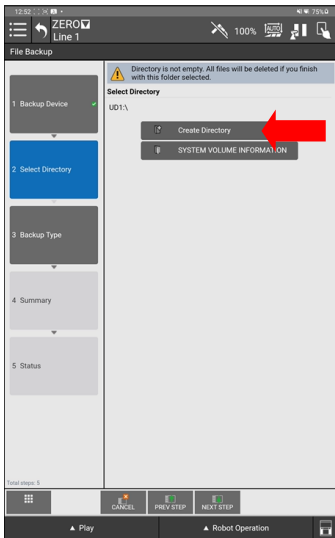 12:52
75%
ZERO
Line 1
100%
AUTO
File Backup
Directory is not empty. All files will be deleted if you finish
with this folder selected.
Select Directory
UD1:\
Create Directory
SYSTEM VOLUME INFORMATION
1 Backup Device
2 Select Directory
3 Backup Type
4 Summary
5 Status
Total steps: 5
CANCEL
PREV STEP
NEXT STEP
Play
Robot Operation